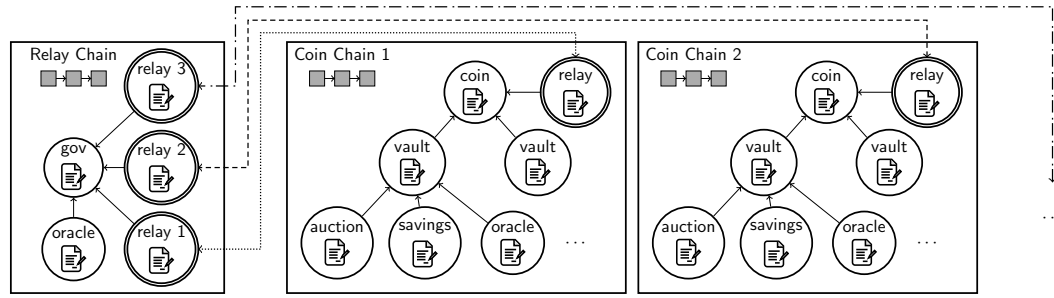 Relay Chain
relay 3
gov
relay 2
oracle
relay 1
Coin Chain 1
coin
relay
vault
vault
auction
savings
oracle
...
Coin Chain 2
coin
relay
vault
vault
auction
savings
oracle
...
...